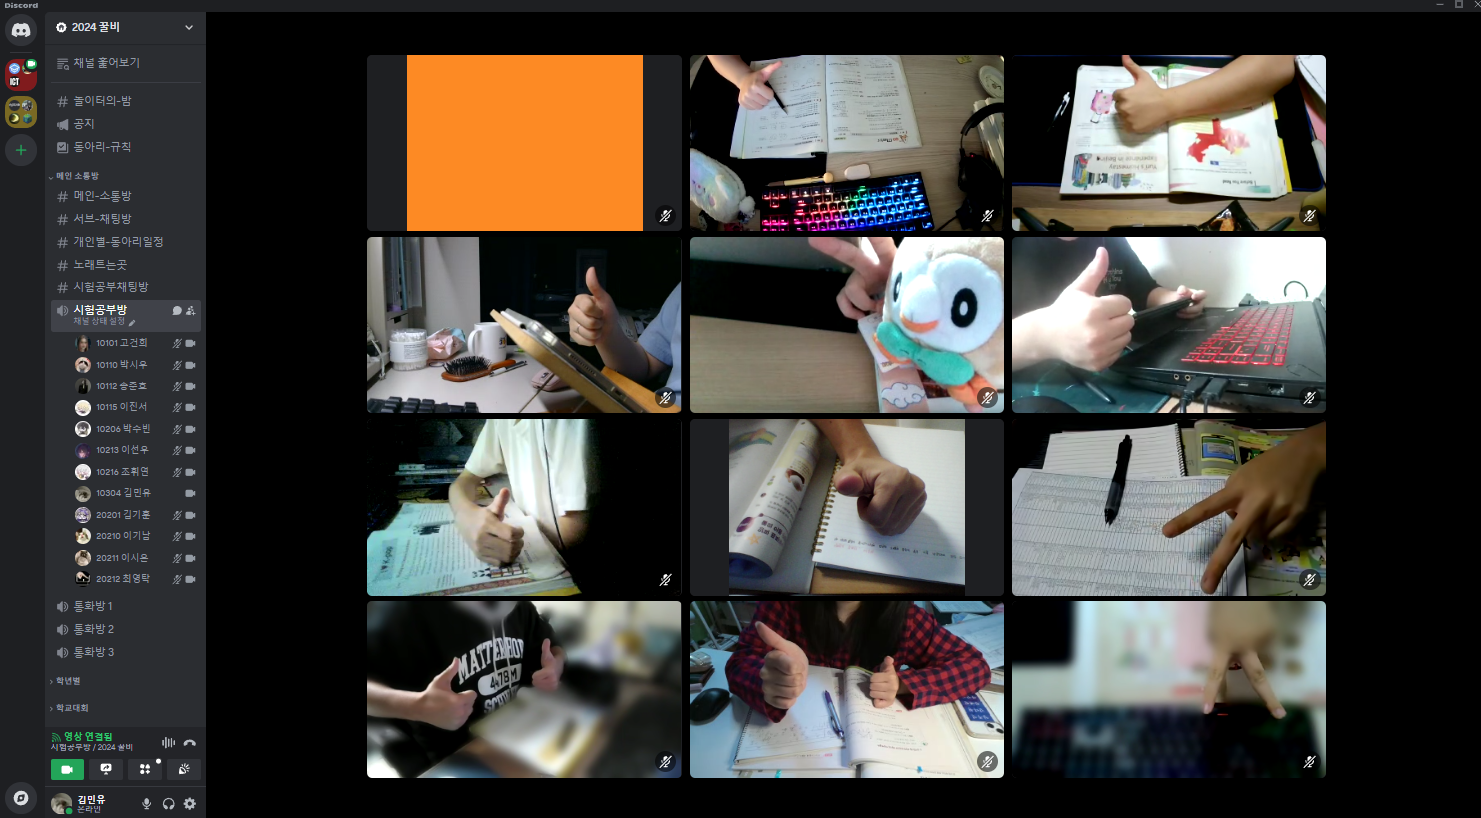 Discord
2024 꿀비
채널 훑어보기
놀이터의-밤
공지
동아리-규칙
메인 소통방
메인-소통방
서브-채팅방
개인별-동아리일정
노래트는곳
시험공부채팅방
시험공부방
채널 상태 설정
10101 고건희
10110 박시우
10112 송준호
10115 이진서
10206 박수빈
10213 이선우
10216 조휘연
10304 김민유
20201 김기훈
20210 이기남
20211 이시온
20212 최영탁
통화방 1
통화방 2
통화방 3
학년별
학교대회
영상 연결됨
시험공부방 / 2024 꿀비
김민유
온라인
ICT
K-pop
478M